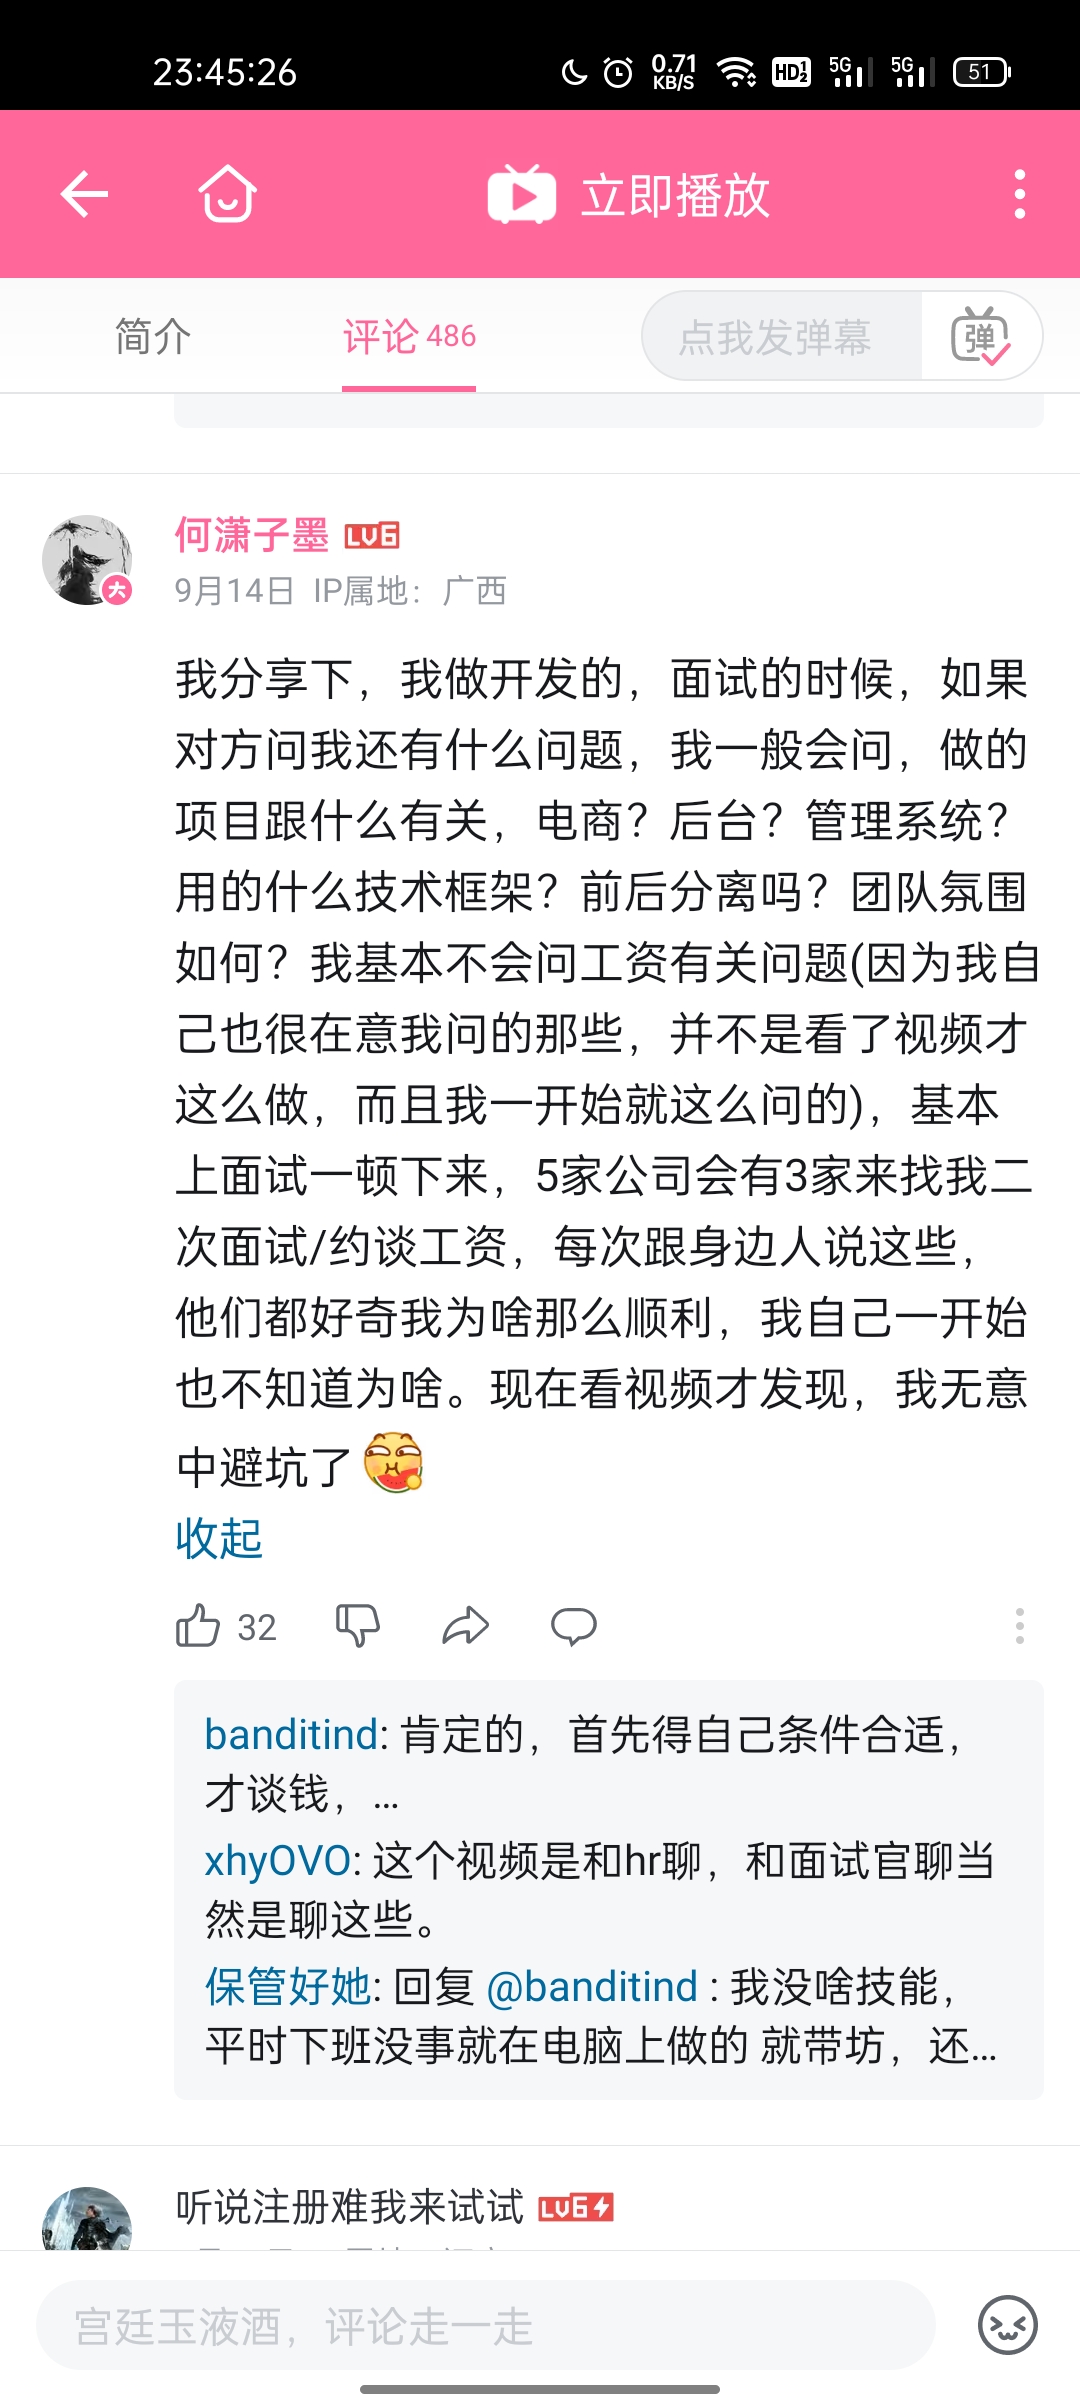 23:45:26
0.71
KB/S
HD
5G
5G
51
立即播放
简介
评论 486
点我发弹幕
弹
何潇子墨 LV6
大
9月14日 IP属地：广西
我分享下，我做开发的，面试的时候，如果
对方问我还有什么问题，我一般会问，做的
项目跟什么有关，电商？后台？管理系统？
用的什么技术框架？前后分离吗？团队氛围
如何？我基本不会问工资有关问题(因为我自
己也很在意我问的那些，并不是看了视频才
这么做，而且我一开始就这么问的)，基本
上面试一顿下来，5家公司会有3家来找我二
次面试/约谈工资，每次跟身边人说这些，
他们都好奇我为啥那么顺利，我自己一开始
也不知道为啥。现在看视频才发现，我无意
中避坑了
收起
32
banditind: 肯定的，首先得自己条件合适，
才谈钱，...
xhyOVO: 这个视频是和hr聊，和面试官聊当
然是聊这些。
保管好她: 回复 @banditind : 我没啥技能，
平时下班没事就在电脑上做的 就带坊，还...
听说注册难我来试试 LV6
宫廷玉液酒，评论走一走